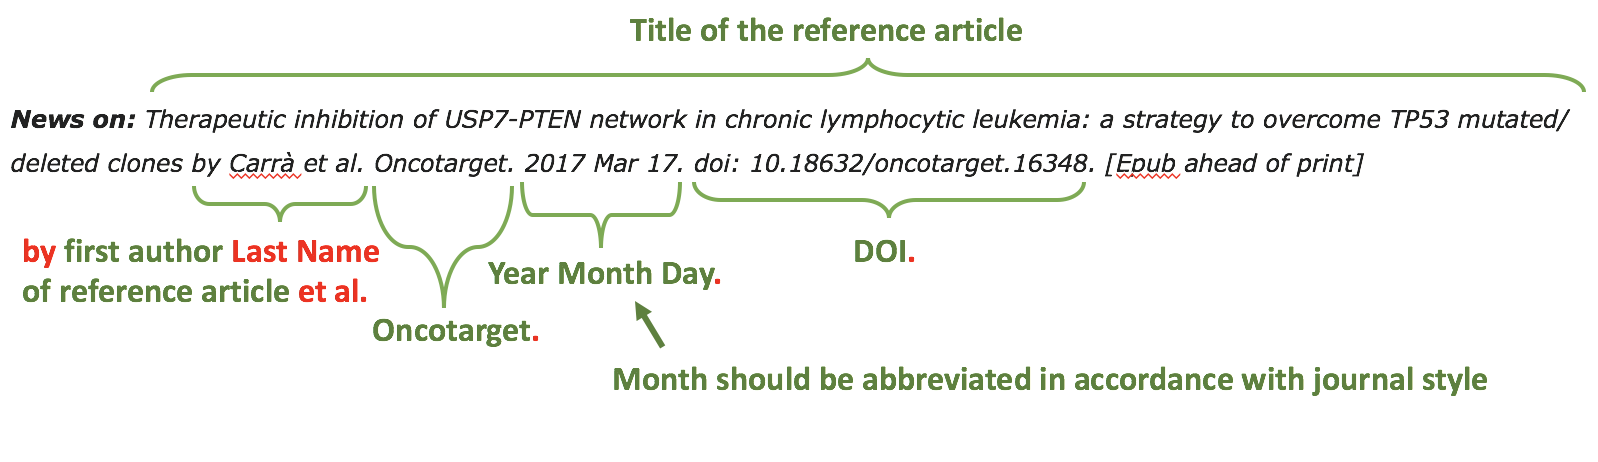 Title of the reference article
News on: Therapeutic inhibition of USP7-PTEN network in chronic lymphocytic leukemia: a strategy to overcome TP53 mutated/
deleted clones by Carrà et al. Oncotarget. 2017 Mar 17. doi: 10.18632/oncotarget.16348. [Epub ahead of print]
by first author Last Name
of reference article et al.
Oncotarget.
Year Month Day.
DOI.
Month should be abbreviated in accordance with journal style